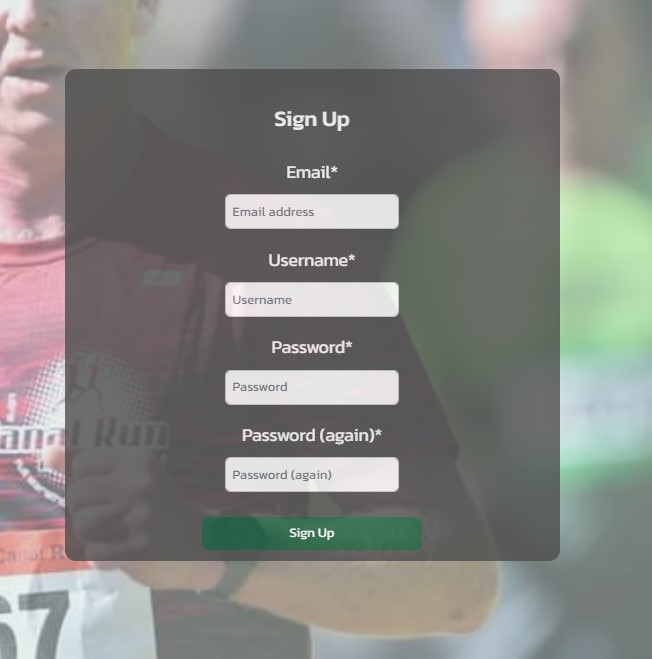 Sign Up
Email*
Email address
Username*
Username
Password*
Password
Password (again)*
Password (again)
Sign Up
Canal Run
Canal R
67